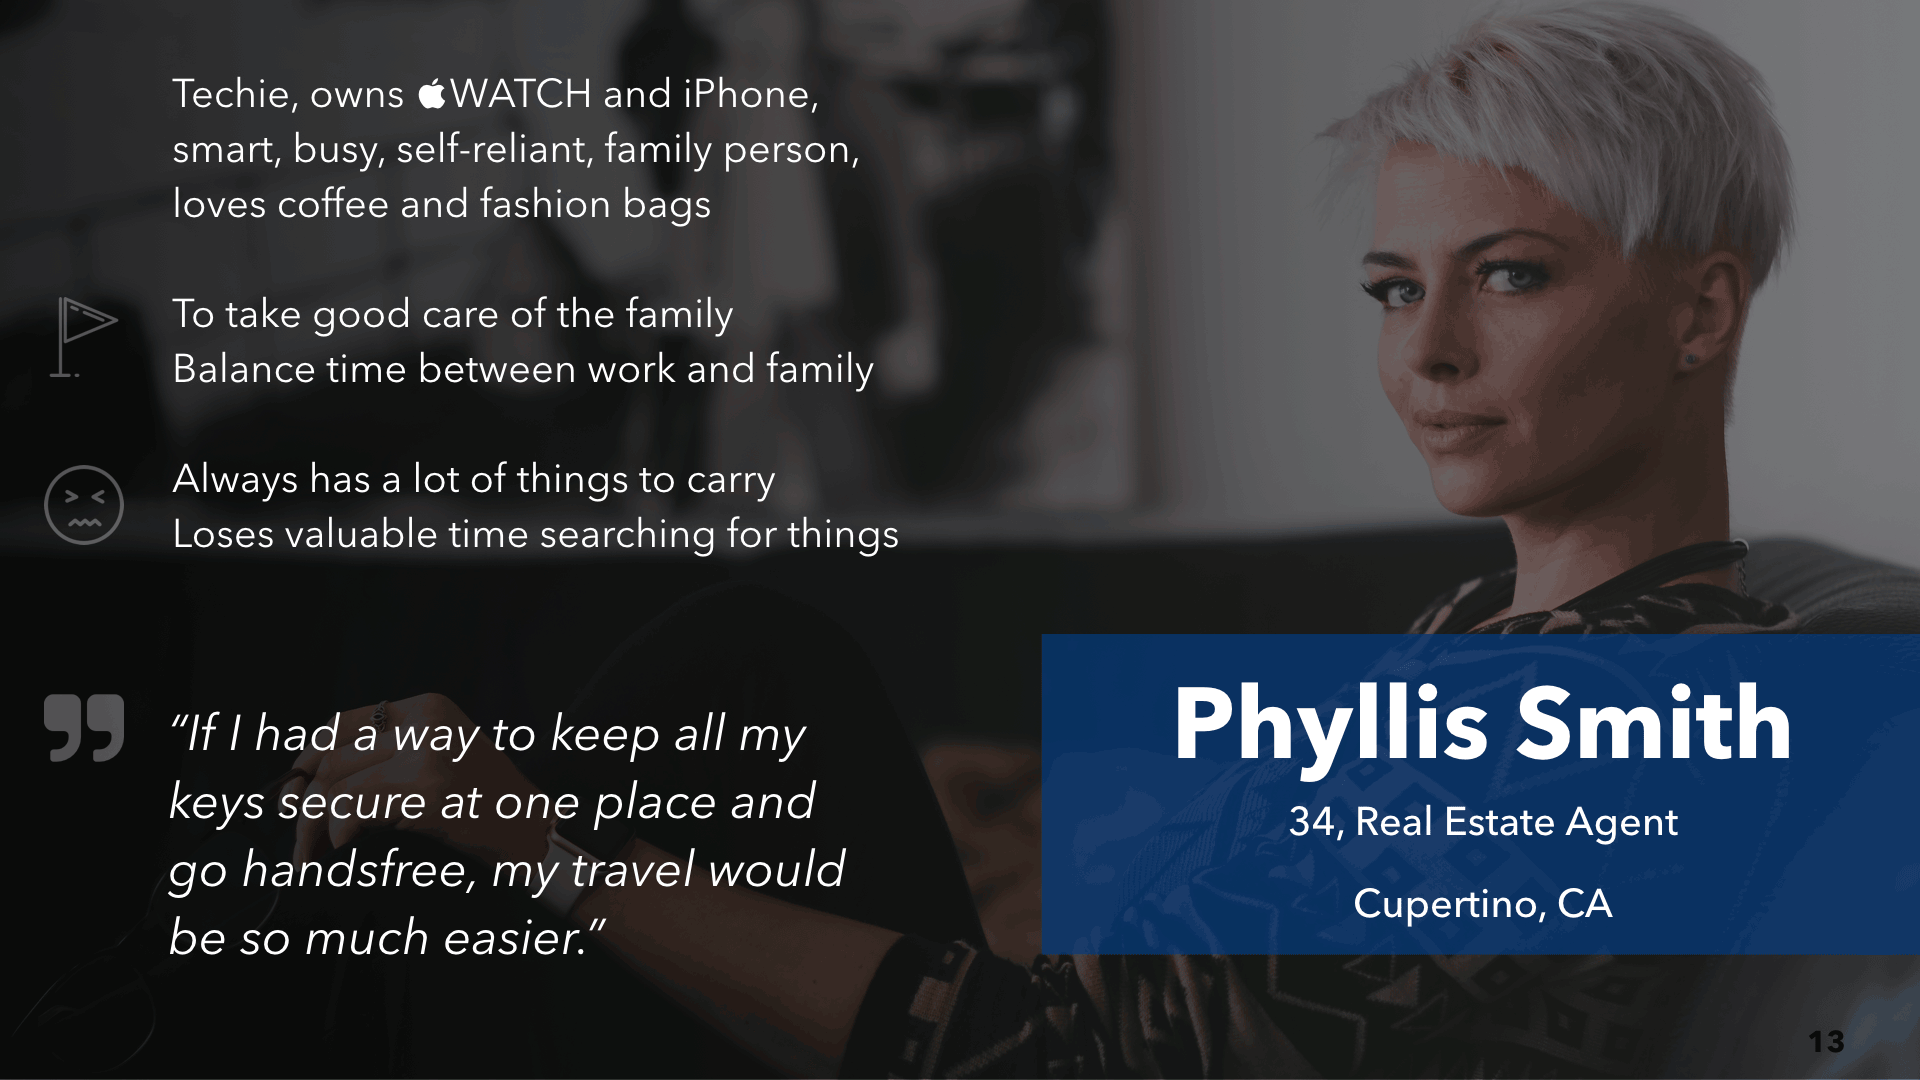 Techie, owns WATCH and iPhone,
smart, busy, self-reliant, family person,
loves coffee and fashion bags
To take good care of the family
Balance time between work and family
Always has a lot of things to carry
Loses valuable time searching for things
“If I had a way to keep all my
keys secure at one place and
go handsfree, my travel would
be so much easier.”
Phyllis Smith
34, Real Estate Agent
Cupertino, CA
13